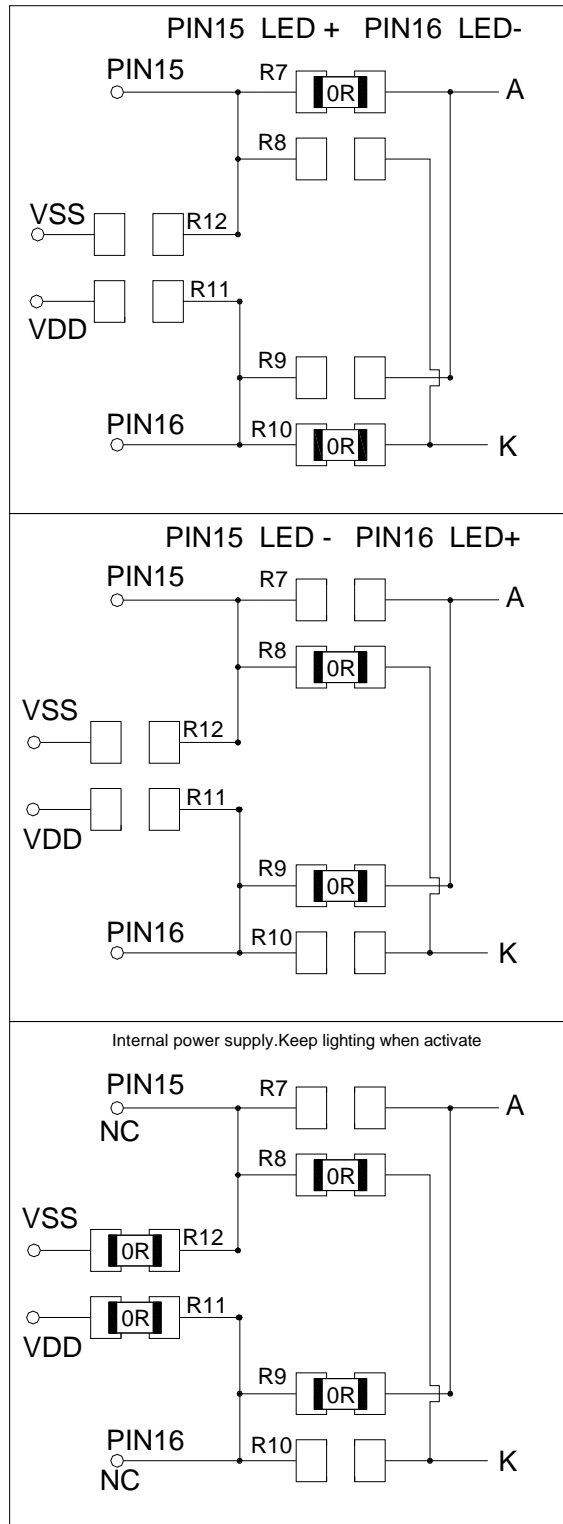 PIN15 LED + PIN16 LED-
PIN15
R7
0R
A
R8
VSS
R12
R11
VDD
R9
PIN16
R10
0R
K
PIN15 LED - PIN16 LED+
PIN15
R7
A
R8
0R
VSS
R12
R11
VDD
R9
0R
PIN16
R10
K
Internal power supply.Keep lighting when activate
PIN15
R7
A
NC
R8
0R
VSS
0R
R12
0R
R11
VDD
R9
0R
PIN16
R10
K
NC